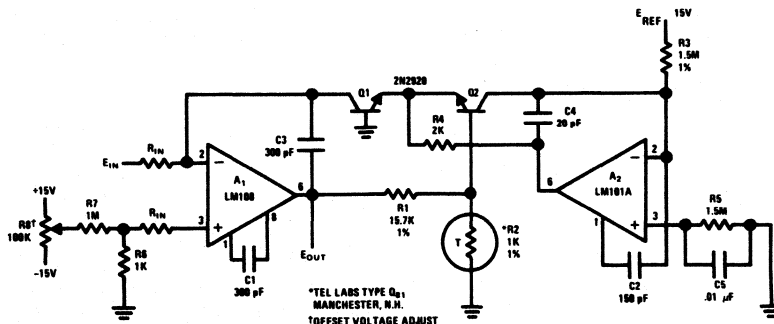 E REF 15V
R3
1.5M
1%
Q1
2N2920
Q2
C4
20 pF
R4
2K
C3
300 pF
EIN
RIN
2
A1
LM108
6
3
1
8
+15V
R7
1M
R8†
100K
-15V
RIN
R6
1K
C1
300 pF
EOUT
R1
15.7K
1%
T
*R2
1K
1%
A2
LM101A
6
2
3
1
R5
1.5M
C2
150 pF
C5
.01 μF
*TEL LABS TYPE Q81
MANCHESTER, N.H.
†OFFSET VOLTAGE ADJUST